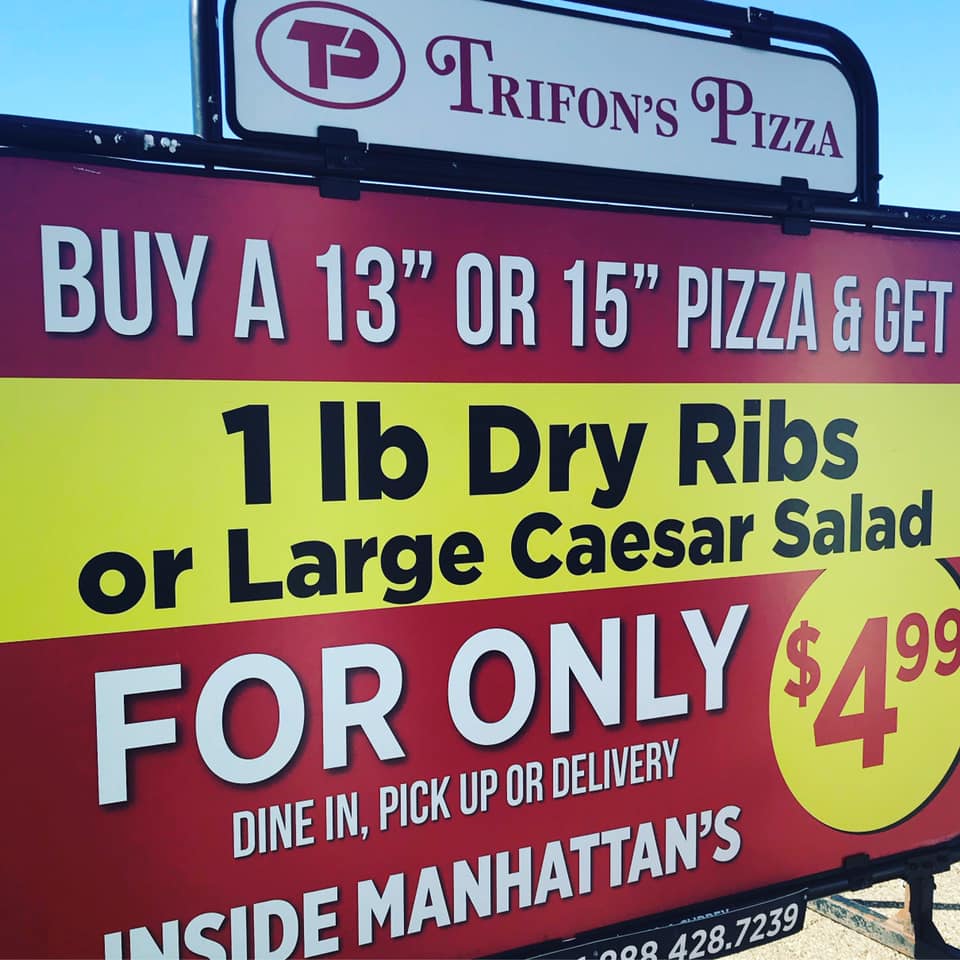 TP TRIFON'S PIZZA
BUY A 13" OR 15" PIZZA & GET
1 lb Dry Ribs
or Large Caesar Salad
FOR ONLY $4.99
DINE IN, PICK UP OR DELIVERY
INSIDE MANHATTAN'S
428.7239